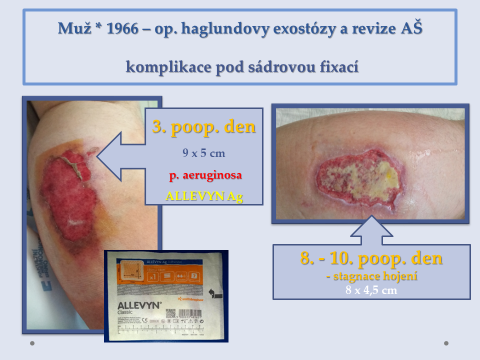 Muž * 1966 – op. haglundovy exostózy a revize AŠ
komplikace pod sádrovou fixací
3. poop. den
9 x 5 cm
p. aeruginosa
ALLEVYN Ag
8. - 10. poop. den
- stagnace hojení
8 x 4,5 cm
ALLEVYN